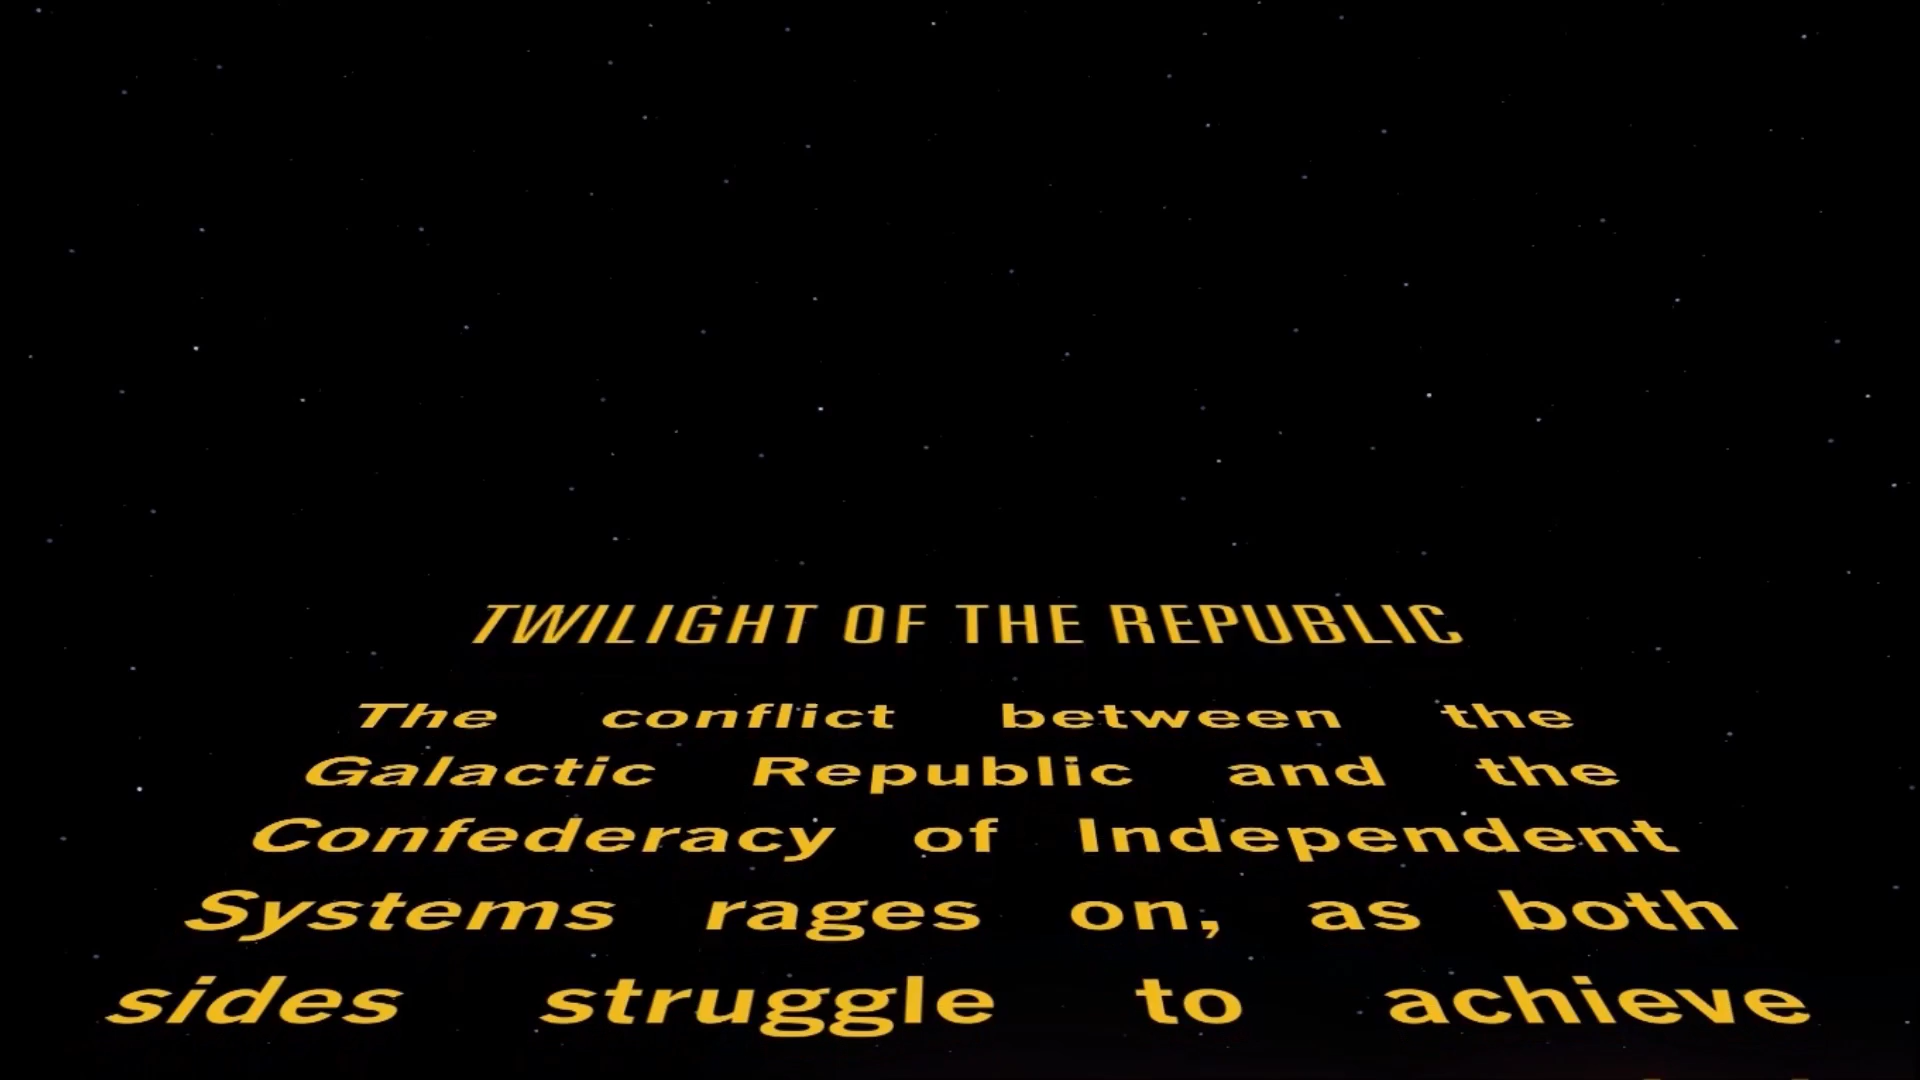 TWILIGHT OF THE REPUBLIC
The conflict between the
Galactic Republic and the
Confederacy of Independent
Systems rages on, as both
sides struggle to achieve